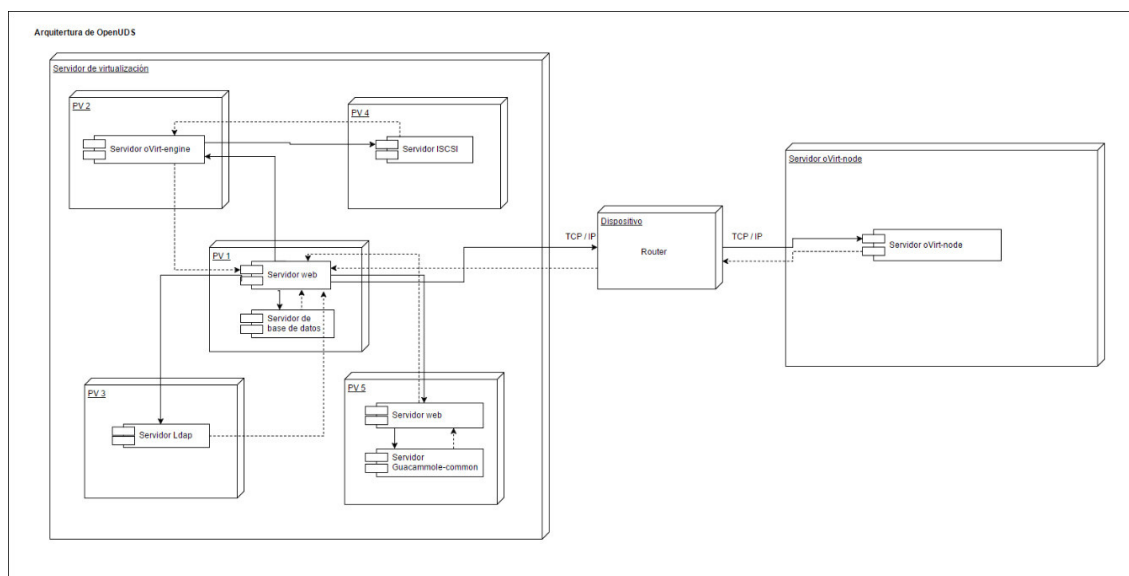 Arquitertura de OpenUDS
Servidor de virtualización
PV 2
Servidor oVirt-engine
PV 4
Servidor ISCSI
PV 1
Servidor web
Servidor de
base de datos
PV 3
Servidor Ldap
PV 5
Servidor web
Servidor
Guacammole-common
TCP / IP
Dispositivo
Router
TCP / IP
Servidor oVirt-node
Servidor oVirt-node